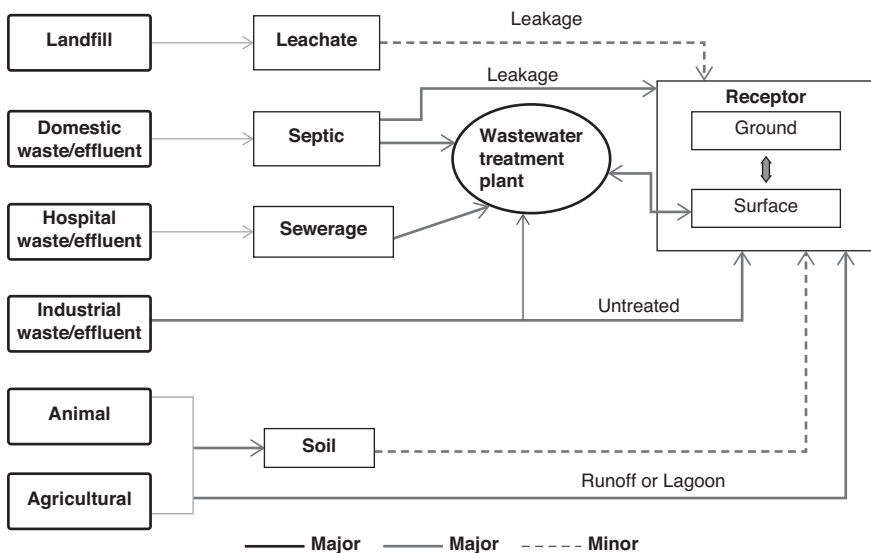 Leakage
Landfill
Leachate
Leakage
Receptor
Domestic
waste/effluent
Septic
Wastewater
treatment
plant
Ground
Hospital
waste/effluent
Sewerage
Surface
Industrial
waste/effluent
Untreated
Animal
Soil
Agricultural
Runoff or Lagoon
Major
Major
Minor